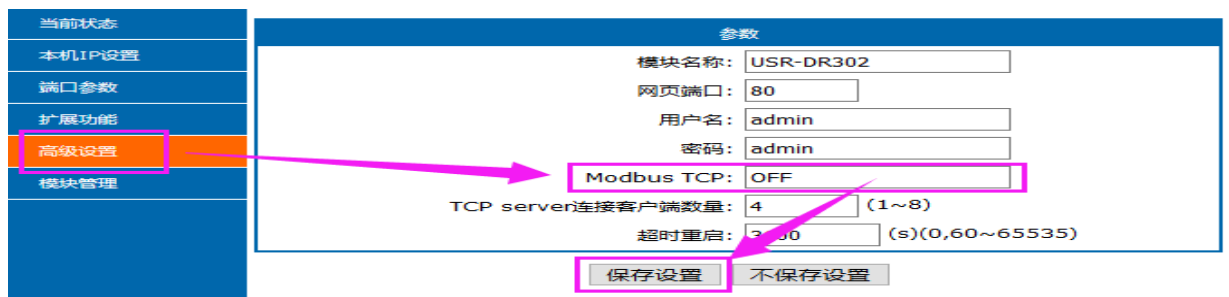 当前状态
本机IP设置
端口参数
扩展功能
高级设置
模块管理
参数
模块名称: USR-DR302
网页端口: 80
用户名: admin
密码: admin
Modbus TCP: OFF
TCP server连接客户端数量: 4 (1~8)
超时重启: (s)(0,60~65535)
保存设置 不保存设置